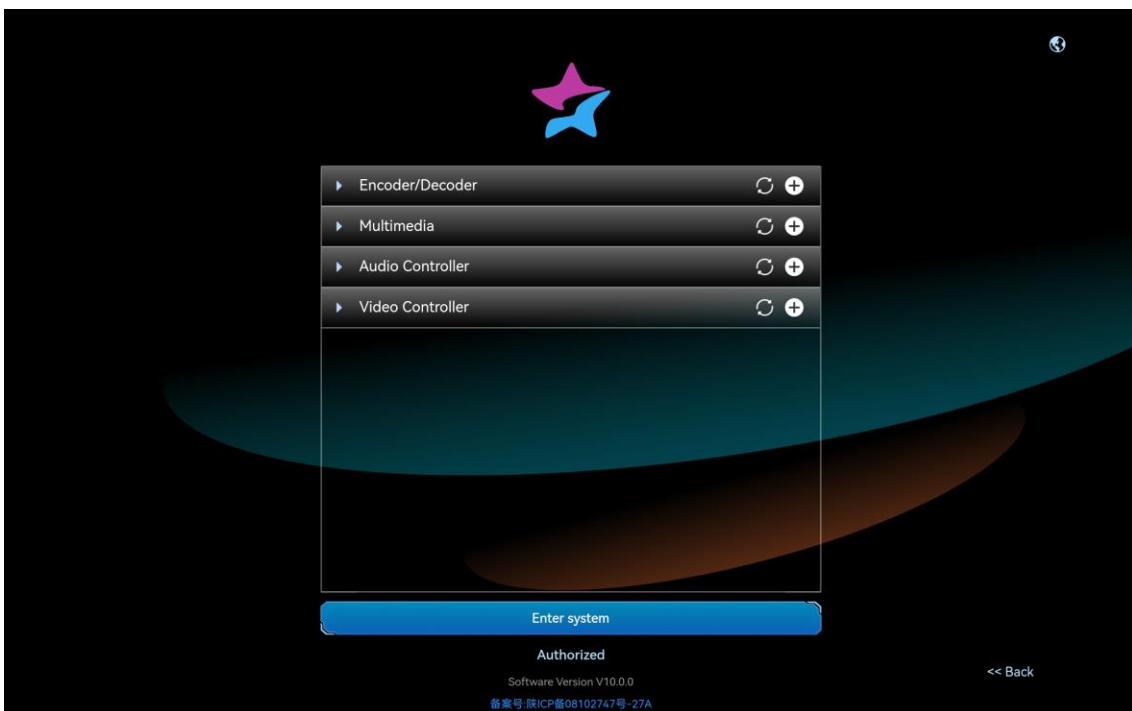 Encoder/Decoder
Multimedia
Audio Controller
Video Controller
Enter system
Authorized
<< Back
Software Version V10.0.0
备案号:陕ICP备08102747号-27A